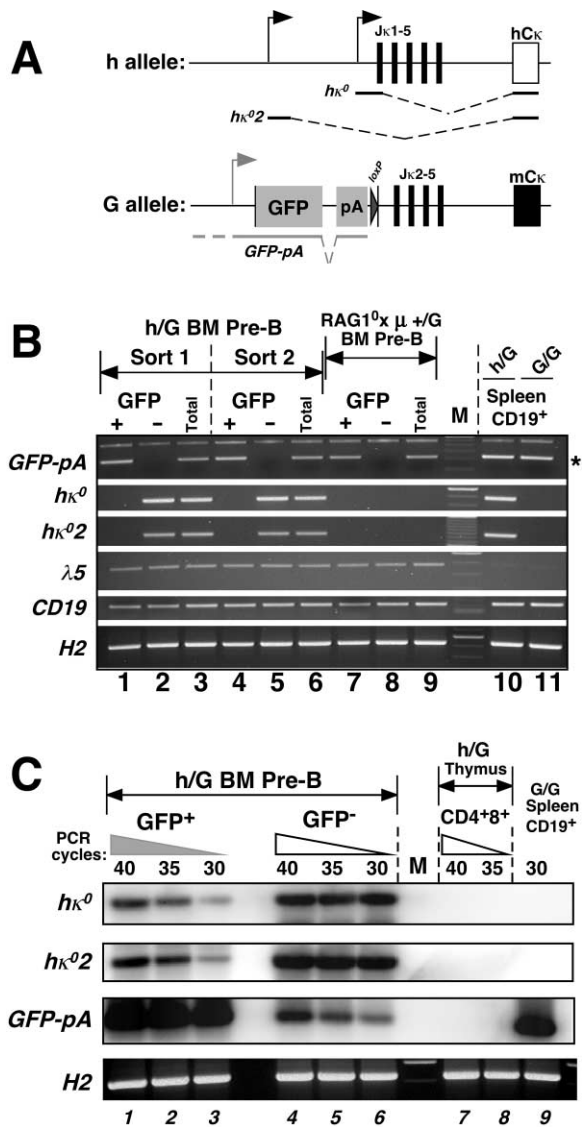 A
h allele:
Jκ1-5
hCκ
hκ⁰
hκ⁰2
G allele:
GFP
pA
loxP
Jκ2-5
mCκ
GFP-pA
B
h/G BM Pre-B
RAG1⁰x μ +/G
BM Pre-B
Sort 1
Sort 2
h/G
G/G
GFP
GFP
GFP
Spleen
CD19⁺
+ − Total + − Total + − Total M
GFP-pA
*
hκ⁰
hκ⁰2
λ5
CD19
H2
1 2 3 4 5 6 7 8 9 10 11
C
h/G BM Pre-B
h/G
Thymus
G/G
Spleen
CD19⁺
GFP⁺
GFP⁻
CD4⁺8⁺
PCR
cycles:
40 35 30 40 35 30 M 40 35 30
hκ⁰
hκ⁰2
GFP-pA
H2
1 2 3 4 5 6 7 8 9